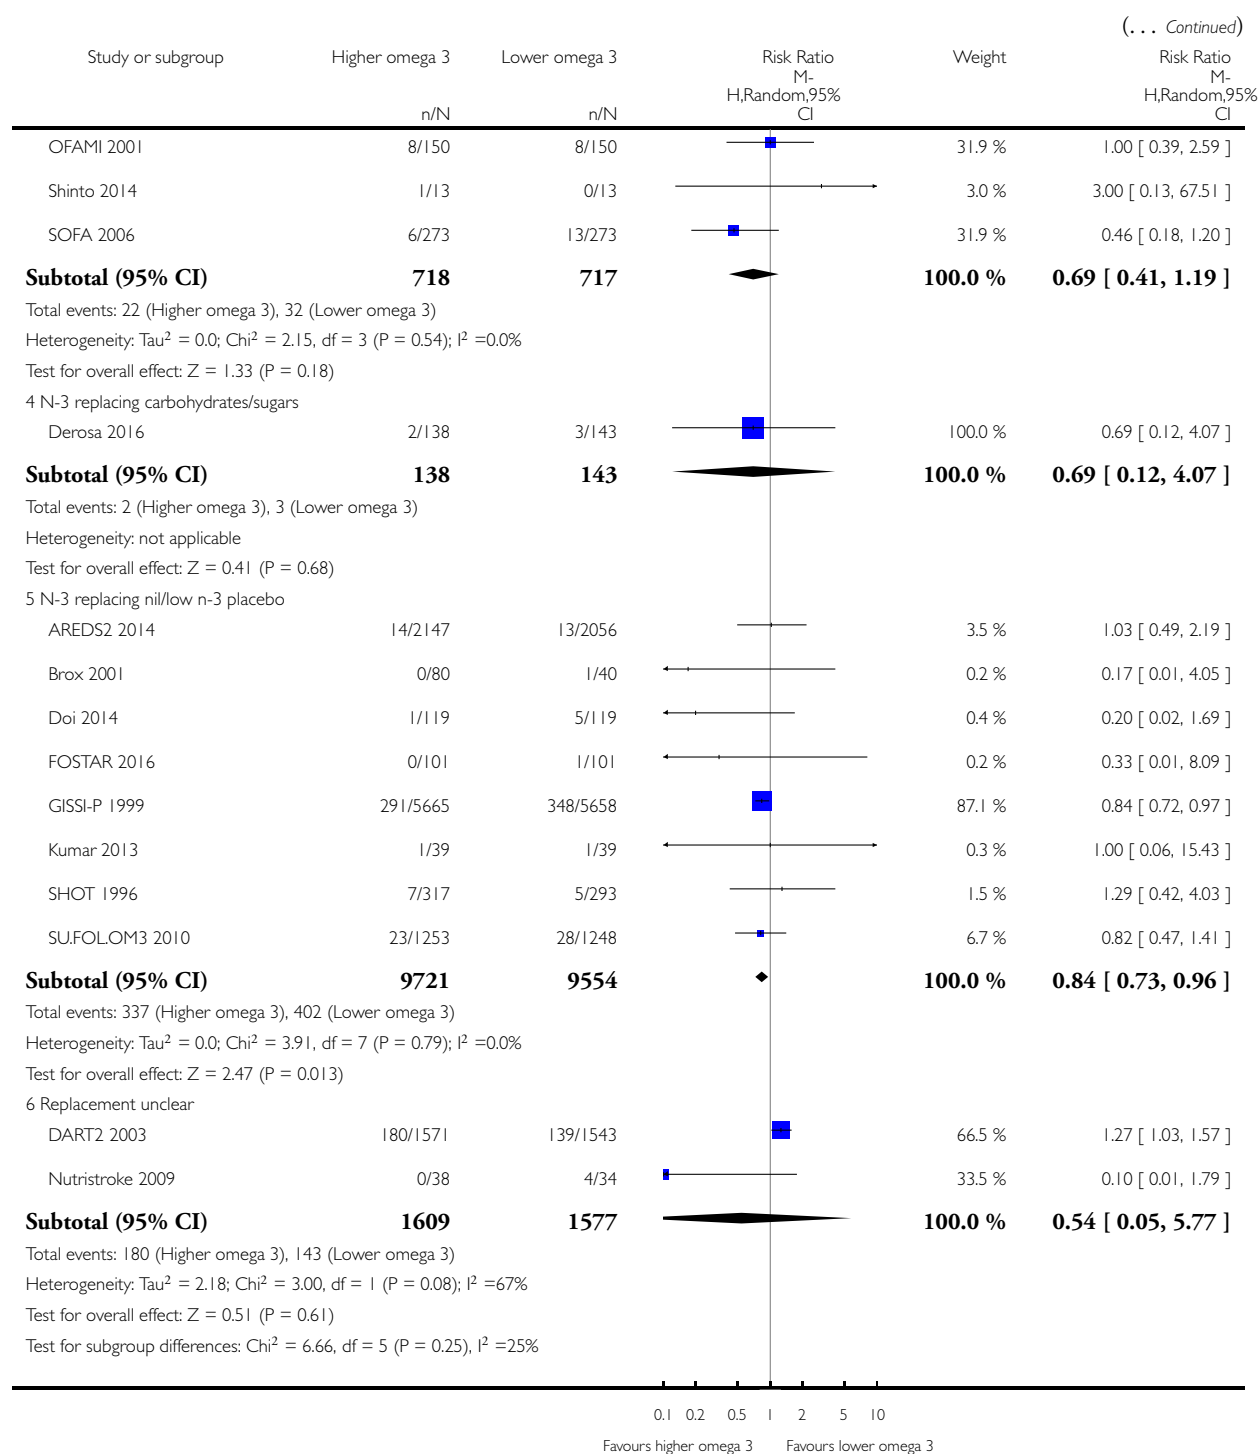 (... Continued)
Study or subgroup Higher omega 3 Lower omega 3 Risk Ratio Weight Risk Ratio
M- M-
H,Random,95% H,Random,95%
n/N n/N CI CI
OFAMI 2001 8/150 8/150 31.9 % 1.00 [ 0.39, 2.59 ]
Shinto 2014 1/13 0/13 3.0 % 3.00 [ 0.13, 67.51 ]
SOFA 2006 6/273 13/273 31.9 % 0.46 [ 0.18, 1.20 ]
Subtotal (95% CI) 718 717 100.0 % 0.69 [ 0.41, 1.19 ]
Total events: 22 (Higher omega 3), 32 (Lower omega 3)
Heterogeneity: Tau² = 0.0; Chi² = 2.15, df = 3 (P = 0.54); I² =0.0%
Test for overall effect: Z = 1.33 (P = 0.18)
4 N-3 replacing carbohydrates/sugars
Derosa 2016 2/138 3/143 100.0 % 0.69 [ 0.12, 4.07 ]
Subtotal (95% CI) 138 143 100.0 % 0.69 [ 0.12, 4.07 ]
Total events: 2 (Higher omega 3), 3 (Lower omega 3)
Heterogeneity: not applicable
Test for overall effect: Z = 0.41 (P = 0.68)
5 N-3 replacing nil/low n-3 placebo
AREDS2 2014 14/2147 13/2056 3.5 % 1.03 [ 0.49, 2.19 ]
Brox 2001 0/80 1/40 0.2 % 0.17 [ 0.01, 4.05 ]
Doi 2014 1/119 5/119 0.4 % 0.20 [ 0.02, 1.69 ]
FOSTAR 2016 0/101 1/101 0.2 % 0.33 [ 0.01, 8.09 ]
GISSI-P 1999 291/5665 348/5658 87.1 % 0.84 [ 0.72, 0.97 ]
Kumar 2013 1/39 1/39 0.3 % 1.00 [ 0.06, 15.43 ]
SHOT 1996 7/317 5/293 1.5 % 1.29 [ 0.42, 4.03 ]
SU.FOL.OM3 2010 23/1253 28/1248 6.7 % 0.82 [ 0.47, 1.41 ]
Subtotal (95% CI) 9721 9554 100.0 % 0.84 [ 0.73, 0.96 ]
Total events: 337 (Higher omega 3), 402 (Lower omega 3)
Heterogeneity: Tau² = 0.0; Chi² = 3.91, df = 7 (P = 0.79); I² =0.0%
Test for overall effect: Z = 2.47 (P = 0.013)
6 Replacement unclear
DART2 2003 180/1571 139/1543 66.5 % 1.27 [ 1.03, 1.57 ]
Nutristroke 2009 0/38 4/34 33.5 % 0.10 [ 0.01, 1.79 ]
Subtotal (95% CI) 1609 1577 100.0 % 0.54 [ 0.05, 5.77 ]
Total events: 180 (Higher omega 3), 143 (Lower omega 3)
Heterogeneity: Tau² = 2.18; Chi² = 3.00, df = 1 (P = 0.08); I² =67%
Test for overall effect: Z = 0.51 (P = 0.61)
Test for subgroup differences: Chi² = 6.66, df = 5 (P = 0.25), I² =25%
0.1 0.2 0.5 1 2 5 10
Favours higher omega 3 Favours lower omega 3